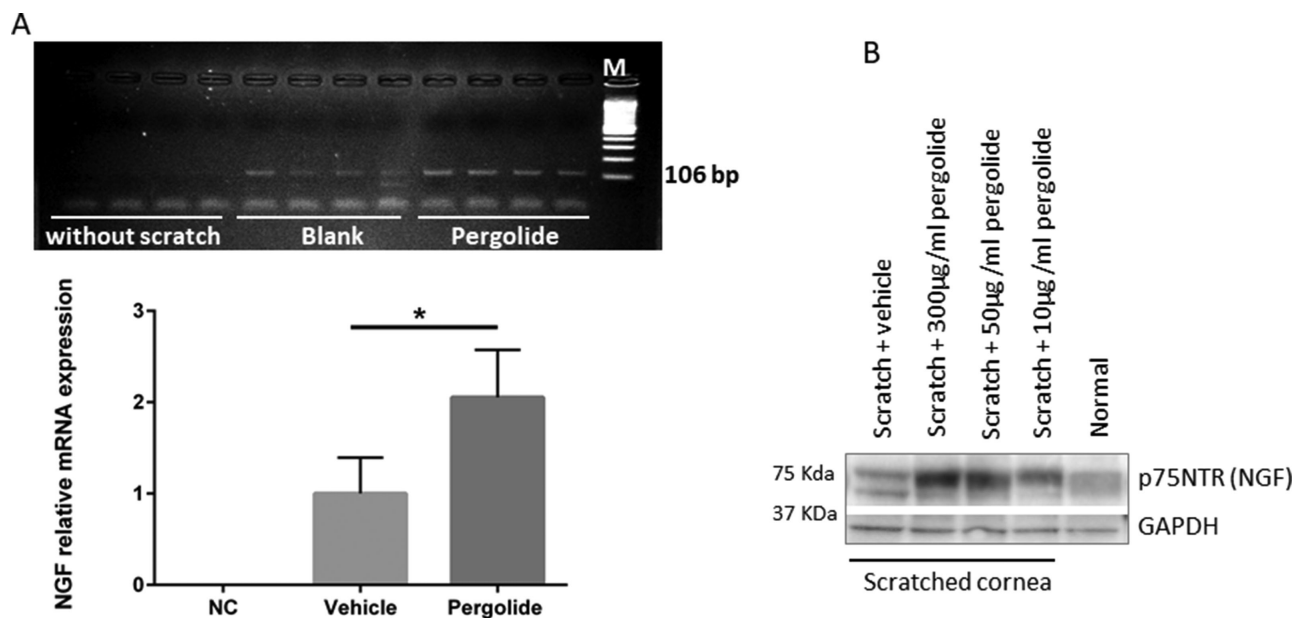 A
M
106 bp
without scratch Blank Pergolide
NGF relative mRNA expression
3
2
1
0
*
NC Vehicle Pergolide
B
Scratch + vehicle
Scratch + 300µg/ml pergolide
Scratch + 50µg/ml pergolide
Scratch + 10µg/ml pergolide
Normal
75 Kda
p75NTR (NGF)
37 KDa
GAPDH
Scratched cornea